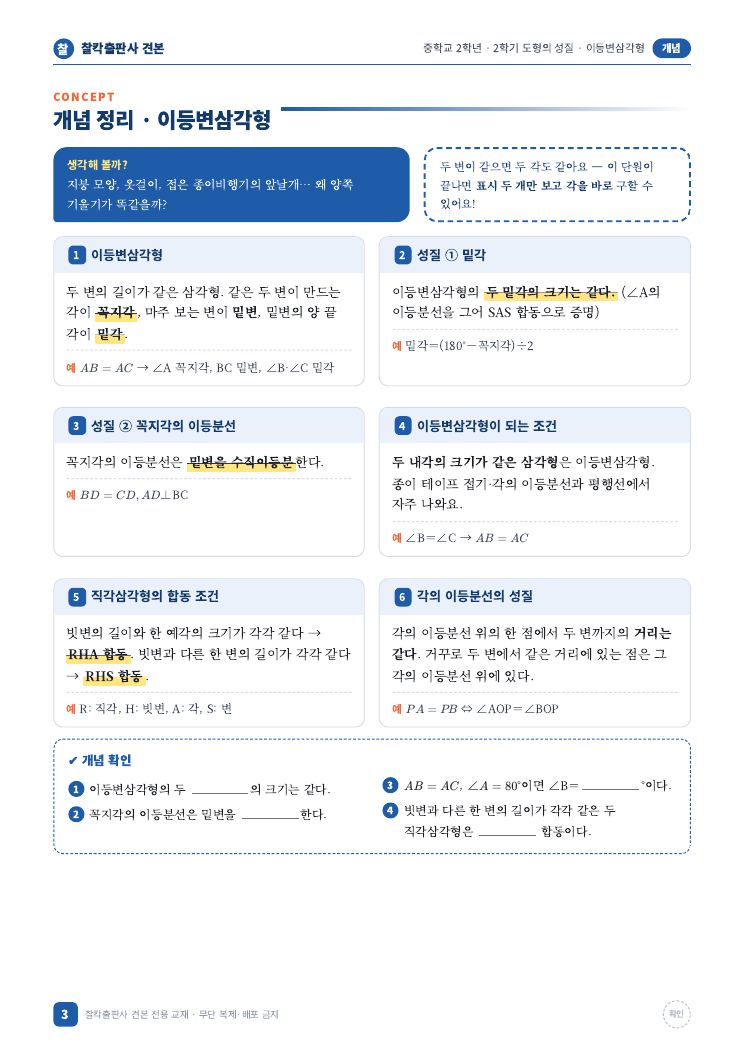 찰 찰칵출판사 견본
중학교 2학년 · 2학기 도형의 성질 · 이등변삼각형 개념
CONCEPT
개념 정리 · 이등변삼각형
생각해 볼까?
지붕 모양, 옷걸이, 접은 종이비행기의 앞날개… 왜 양쪽
기울기가 똑같을까?
두 변이 같으면 두 각도 같아요 — 이 단원이
끝나면 표시 두 개만 보고 각을 바로 구할 수
있어요!
1 이등변삼각형
두 변의 길이가 같은 삼각형. 같은 두 변이 만드는
각이 꼭지각, 마주 보는 변이 밑변, 밑변의 양 끝
각이 밑각.
예 AB = AC → ∠A 꼭지각, BC 밑변, ∠B·∠C 밑각
2 성질 ① 밑각
이등변삼각형의 두 밑각의 크기는 같다. (∠A의
이등분선을 그어 SAS 합동으로 증명)
예 밑각=(180°−꼭지각)÷2
3 성질 ② 꼭지각의 이등분선
꼭지각의 이등분선은 밑변을 수직이등분한다.
예 BD = CD, AD⊥BC
4 이등변삼각형이 되는 조건
두 내각의 크기가 같은 삼각형은 이등변삼각형.
종이 테이프 접기·각의 이등분선과 평행선에서
자주 나와요.
예 ∠B=∠C → AB = AC
5 직각삼각형의 합동 조건
빗변의 길이와 한 예각의 크기가 각각 같다 →
RHA 합동. 빗변과 다른 한 변의 길이가 각각 같다
→ RHS 합동.
예 R: 직각, H: 빗변, A: 각, S: 변
6 각의 이등분선의 성질
각의 이등분선 위의 한 점에서 두 변까지의 거리는
같다. 거꾸로 두 변에서 같은 거리에 있는 점은 그
각의 이등분선 위에 있다.
예 PA = PB ⇔ ∠AOP=∠BOP
✔ 개념 확인
1 이등변삼각형의 두 ________의 크기는 같다.
2 꼭지각의 이등분선은 밑변을 ________한다.
3 AB = AC, ∠A = 80°이면 ∠B=________°이다.
4 빗변과 다른 한 변의 길이가 각각 같은 두
직각삼각형은 ________ 합동이다.
3 찰칵출판사 견본 전용 교재 · 무단 복제·배포 금지
확인